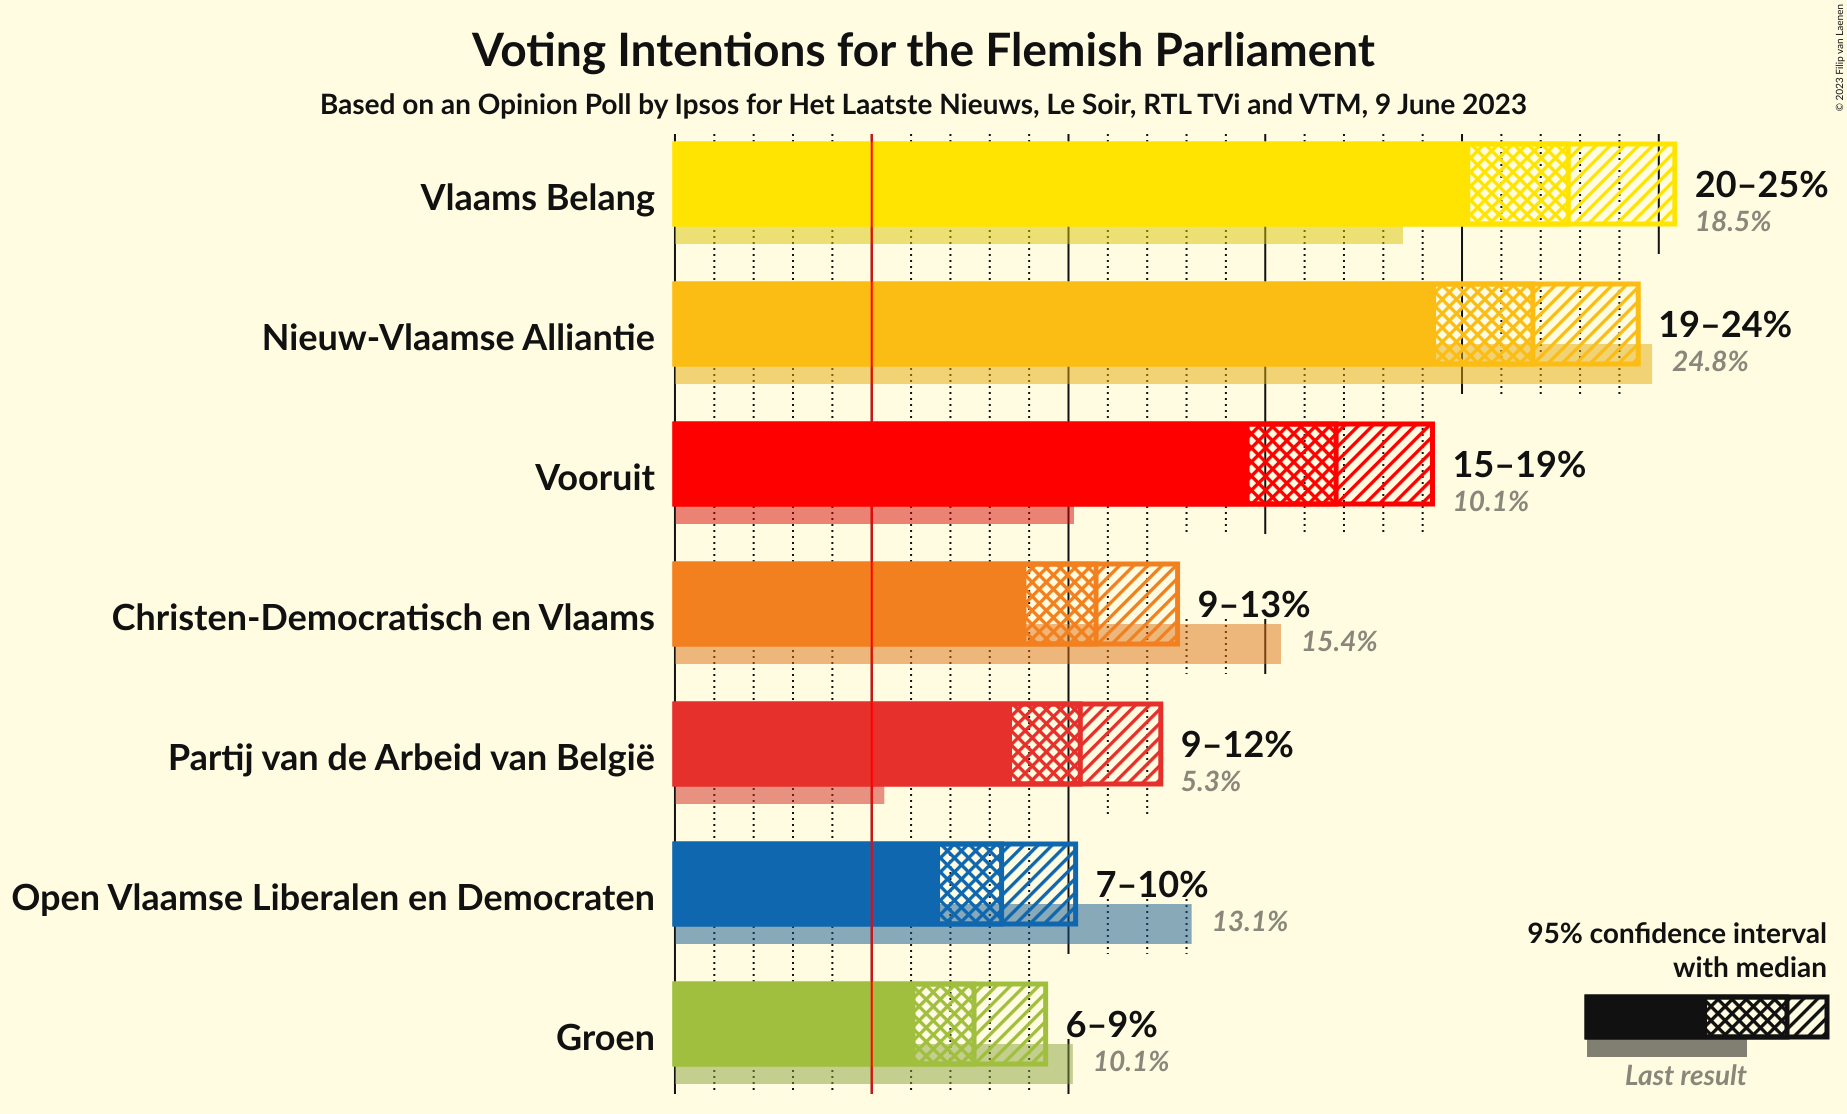 Voting Intentions for the Flemish Parliament
Based on an Opinion Poll by Ipsos for Het Laatste Nieuws, Le Soir, RTL TVi and VTM, 9 June 2023
© 2023 Filip van Laenen
Vlaams Belang
20–25%
18.5%
Nieuw-Vlaamse Alliantie
19–24%
24.8%
Vooruit
15–19%
10.1%
Christen-Democratisch en Vlaams
9–13%
15.4%
Partij van de Arbeid van België
9–12%
5.3%
Open Vlaamse Liberalen en Democraten
7–10%
13.1%
Groen
6–9%
10.1%
95% confidence interval
with median
Last result